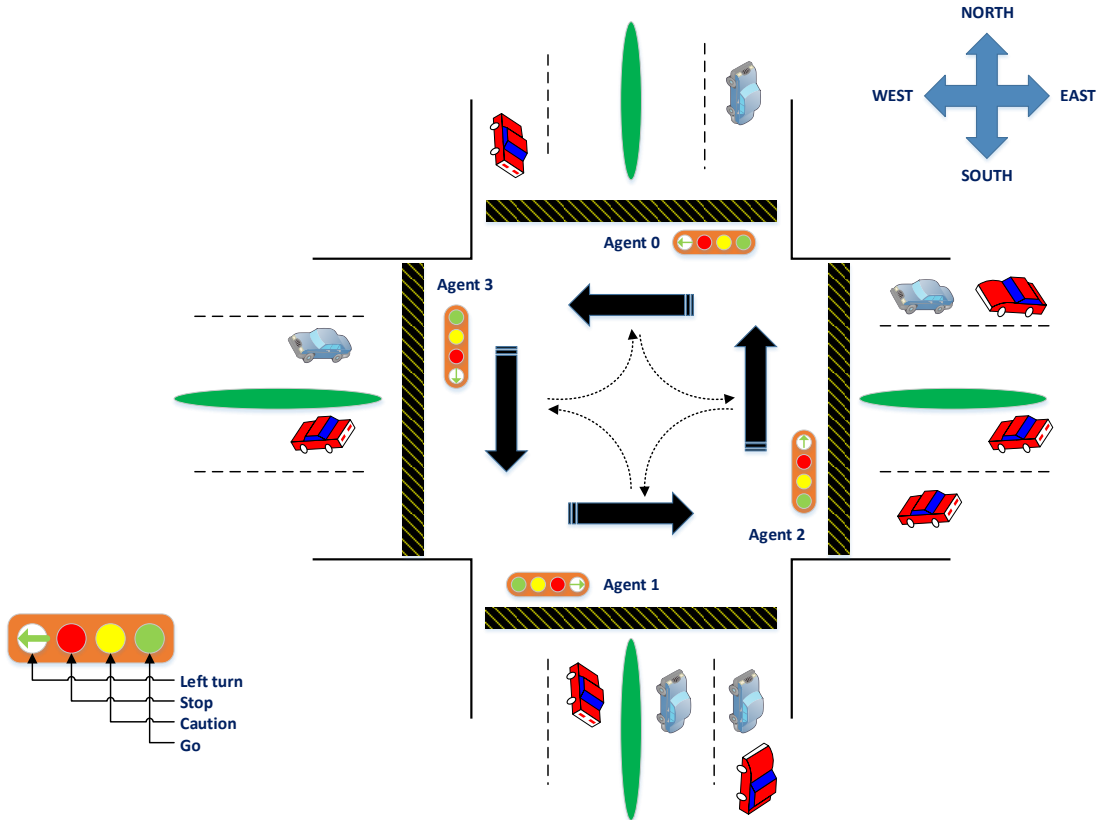 NORTH
WEST
EAST
SOUTH
Agent 0
Agent 3
Agent 2
Agent 1
Left turn
Stop
Caution
Go